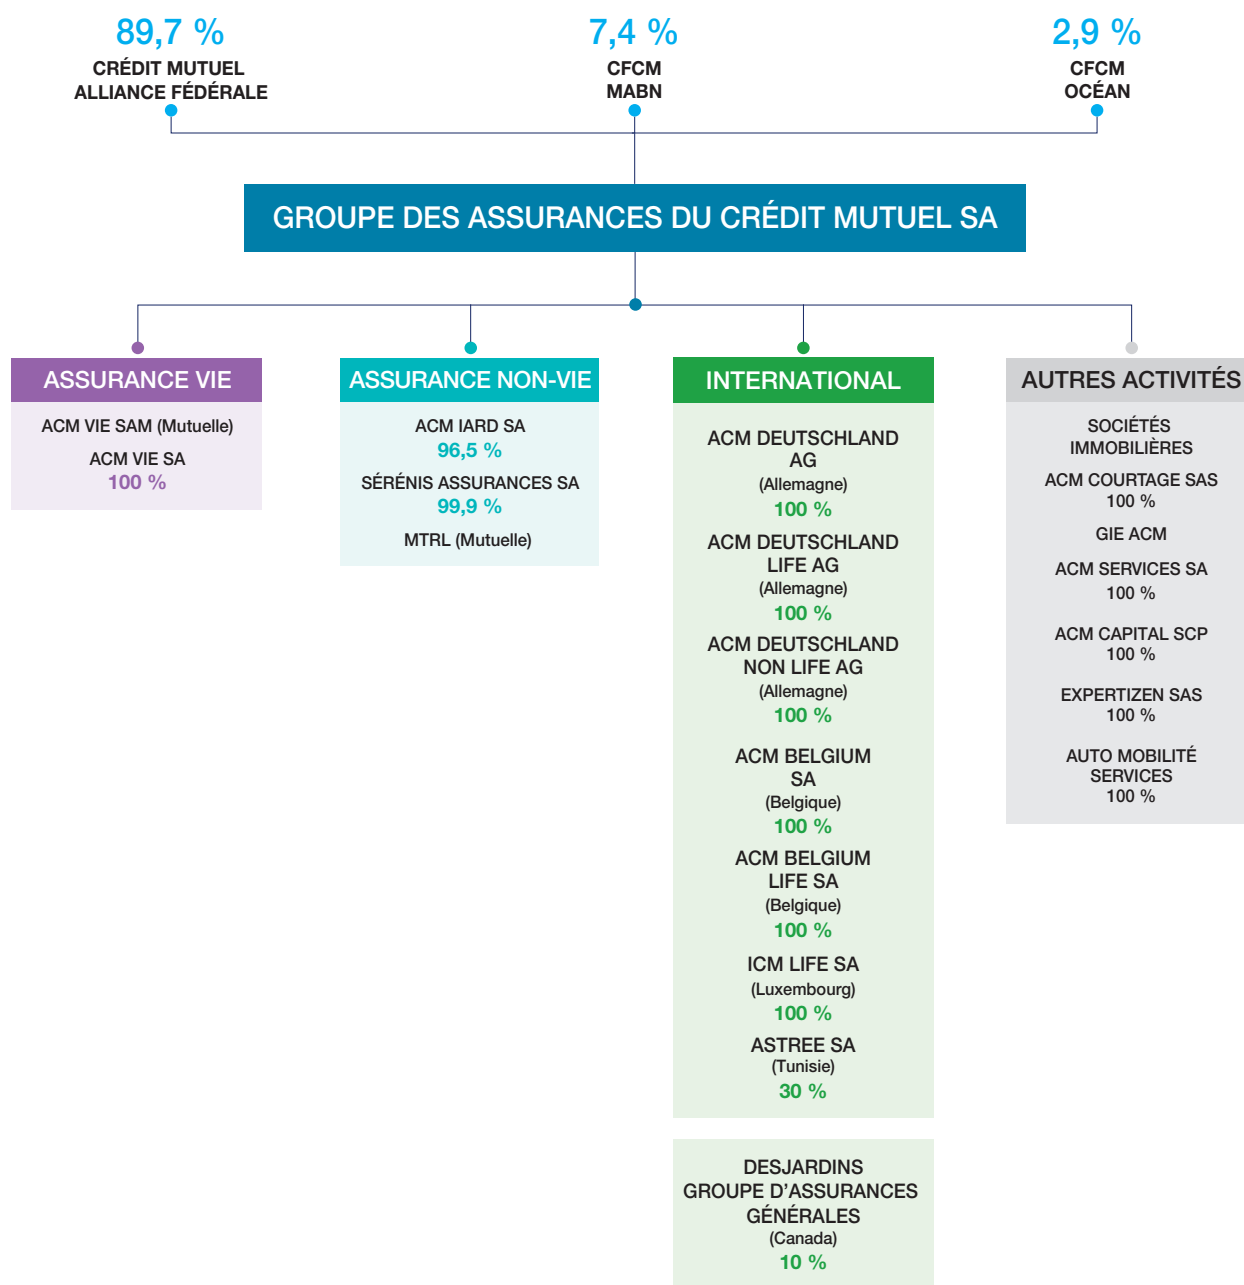 89,7 %
CRÉDIT MUTUEL
ALLIANCE FÉDÉRALE
7,4 %
CFCM
MABN
2,9 %
CFCM
OCÉAN
GROUPE DES ASSURANCES DU CRÉDIT MUTUEL SA
ASSURANCE VIE
ACM VIE SAM (Mutuelle)
ACM VIE SA
100 %
ASSURANCE NON-VIE
ACM IARD SA
96,5 %
SÉRÉNIS ASSURANCES SA
99,9 %
MTRL (Mutuelle)
INTERNATIONAL
ACM DEUTSCHLAND
AG
(Allemagne)
100 %
ACM DEUTSCHLAND
LIFE AG
(Allemagne)
100 %
ACM DEUTSCHLAND
NON LIFE AG
(Allemagne)
100 %
ACM BELGIUM
SA
(Belgique)
100 %
ACM BELGIUM
LIFE SA
(Belgique)
100 %
ICM LIFE SA
(Luxembourg)
100 %
ASTREE SA
(Tunisie)
30 %
DESJARDINS
GROUPE D'ASSURANCES
GÉNÉRALES
(Canada)
10 %
AUTRES ACTIVITÉS
SOCIÉTÉS
IMMOBILIÈRES
ACM COURTAGE SAS
100 %
GIE ACM
ACM SERVICES SA
100 %
ACM CAPITAL SCP
100 %
EXPERTIZEN SAS
100 %
AUTO MOBILITÉ
SERVICES
100 %